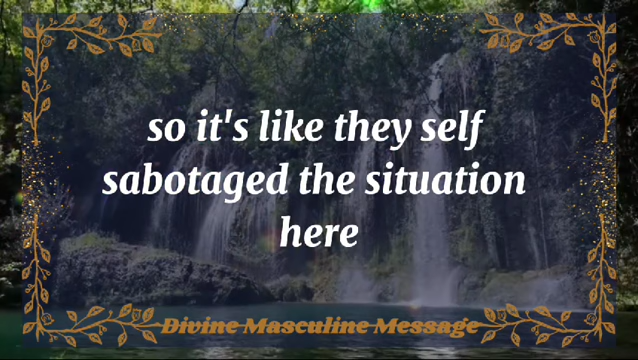 so it's like they self
sabotaged the situation
here
Divine Masculine Message